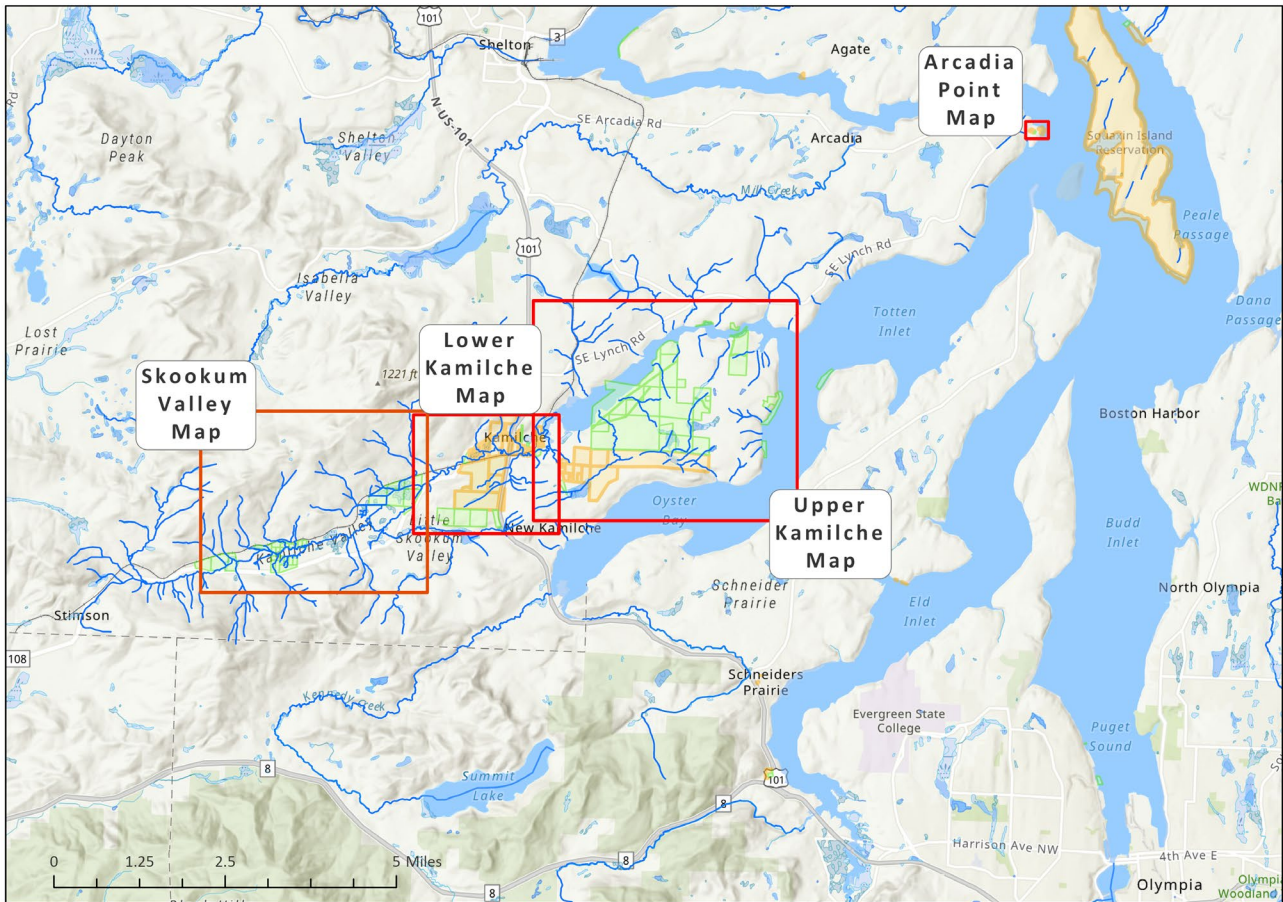 101
3
Shelton
Agate
Arcadia
Point
Map
N US-101
SE Arcadia Rd
Rd
Dayton
Peak
Shelton
Valley
Arcadia
Squaxin Island
Reservation
Mill Creek
Peale
Passage
101
SE Lynch Rd
Isabella
Valley
Totten
Inlet
Dana
Passage
Lost
Prairie
Lower
Kamilche
Map
SE Lynch Rd
1221 ft
Skookum
Valley
Map
Boston Harbor
Kamilche
Oyster
Bay
Upper
Kamilche
Map
Little
Skookum
Valley
New Kamilche
Kamilche Valley
WDNR
Ba
Budd
Inlet
Schneider
Prairie
North Olympia
Eld
Inlet
Stimson
108
Schneiders
Prairie
Kennedy Creek
Evergreen State
College
Puget
Sound
8
Summit
Lake
101
8
Harrison Ave NW
4th Ave E
0 1.25 2.5 5 Miles
8
8
Olympia
Olympi
Woodland